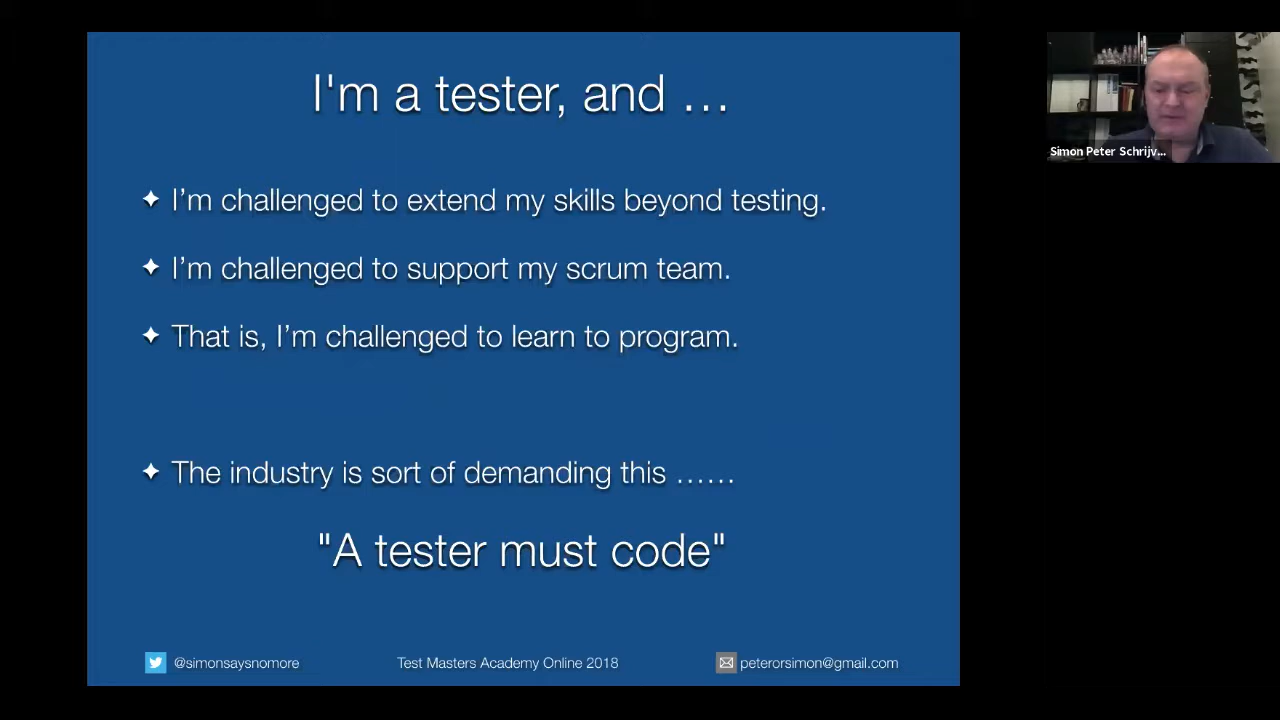 I'm a tester, and …
✦ I’m challenged to extend my skills beyond testing.
✦ I’m challenged to support my scrum team.
✦ That is, I’m challenged to learn to program.
✦ The industry is sort of demanding this ……
"A tester must code"
@simonsaysnomore
Test Masters Academy Online 2018
peterorsimon@gmail.com
Simon Peter Schrijv...